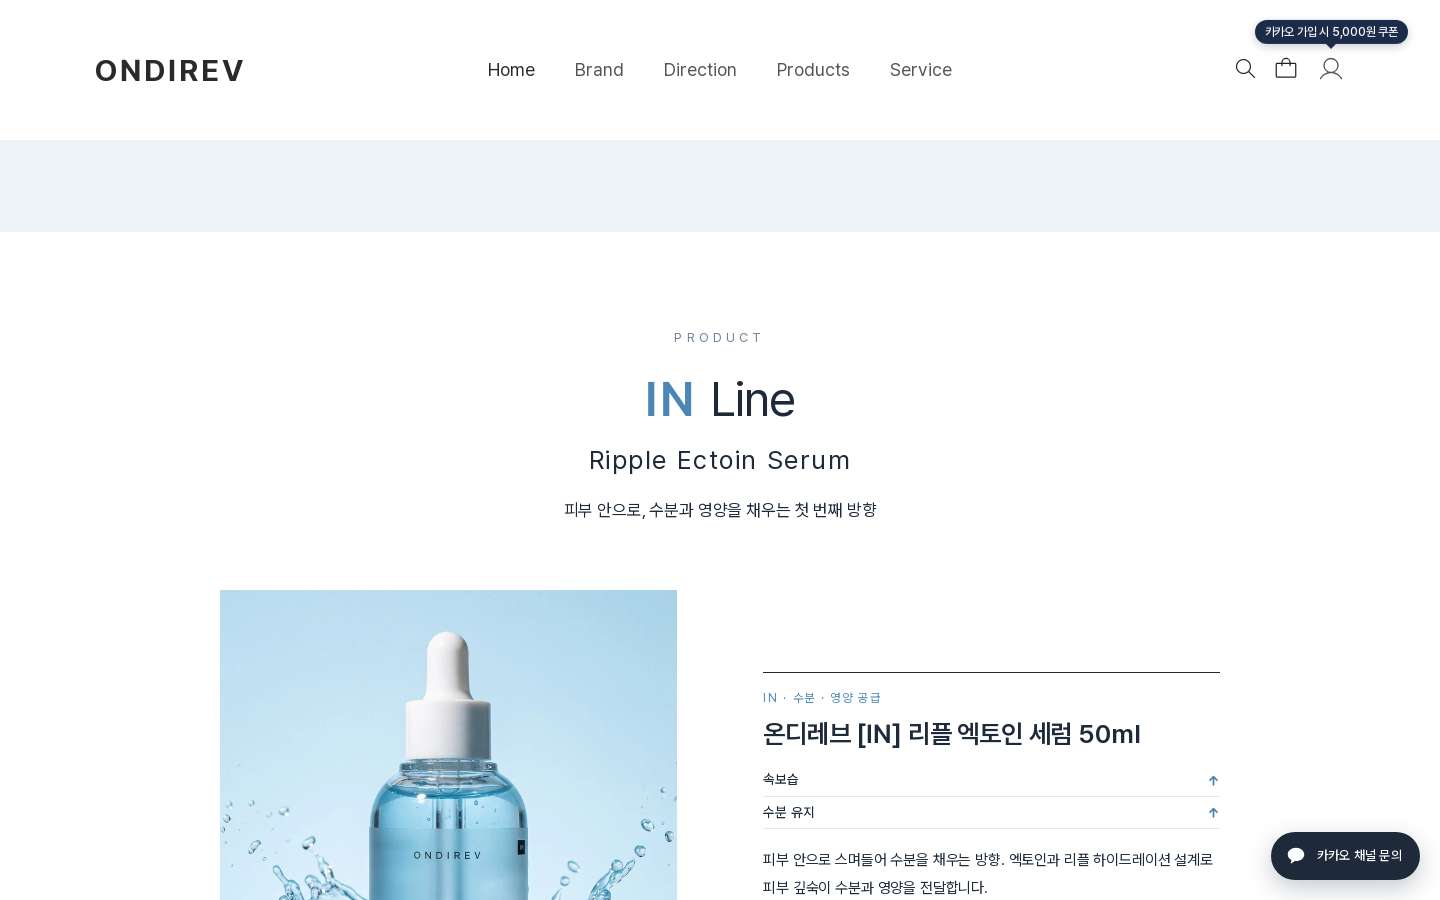 카카오 가입 시 5,000원 쿠폰
ONDIREV
Home
Brand
Direction
Products
Service
PRODUCT
IN Line
Ripple Ectoin Serum
피부 안으로, 수분과 영양을 채우는 첫 번째 방향
ONDIREV
IN · 수분 · 영양 공급
온디레브 [IN] 리플 엑토인 세럼 50ml
속보습 ↑
수분 유지 ↑
피부 안으로 스며들어 수분을 채우는 방향. 엑토인과 리플 하이드레이션 설계로
피부 깊숙이 수분과 영양을 전달합니다.
카카오 채널 문의